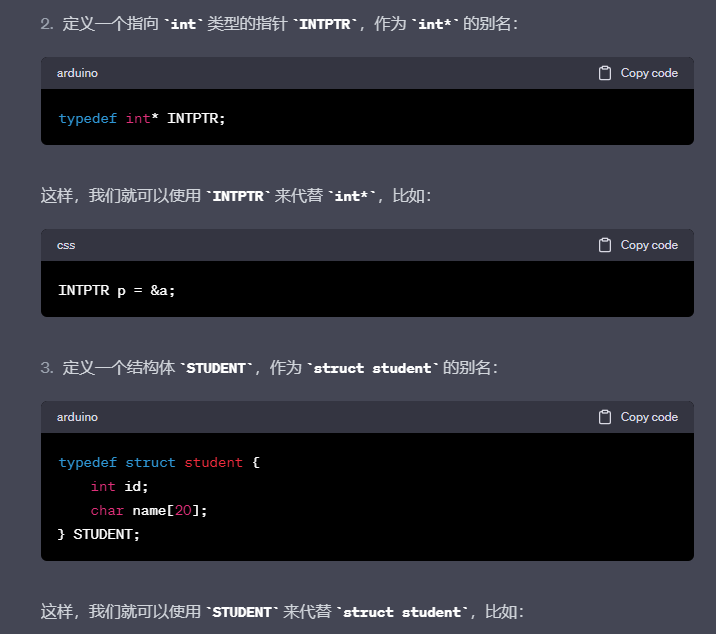 2. 定义一个指向 `int` 类型的指针 `INTPTR`，作为 `int*` 的别名：
arduino Copy code
typedef int* INTPTR;
这样，我们就可以使用 `INTPTR` 来代替 `int*`，比如：
css Copy code
INTPTR p = &a;
3. 定义一个结构体 `STUDENT`，作为 `struct student` 的别名：
arduino Copy code
typedef struct student {
    int id;
    char name[20];
} STUDENT;
这样，我们就可以使用 `STUDENT` 来代替 `struct student`，比如：